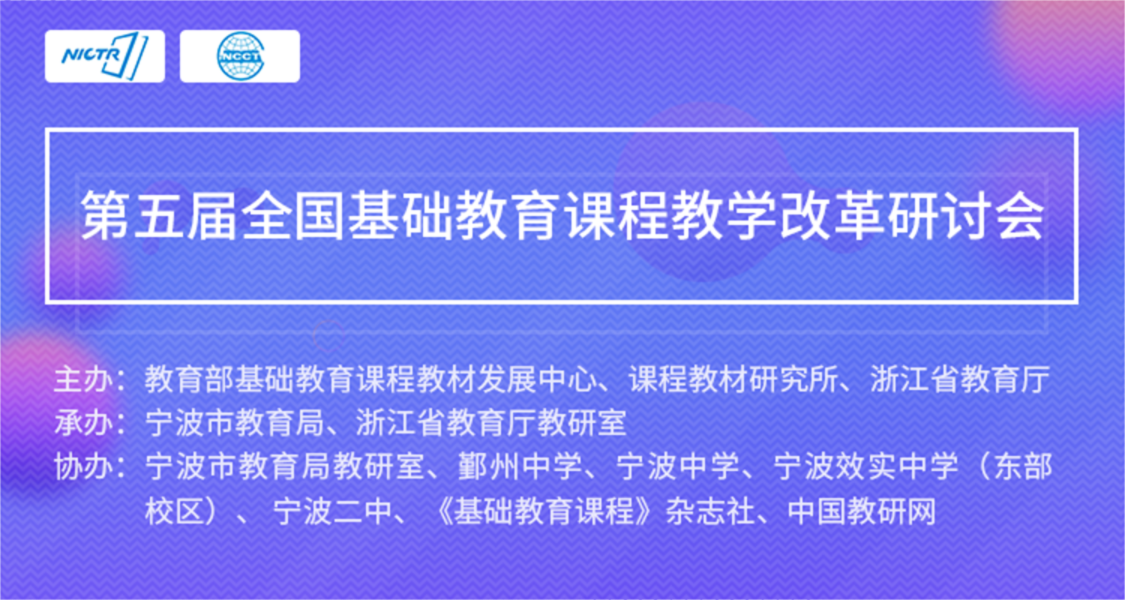 NICTR
NCCT
第五届全国基础教育课程教学改革研讨会
主办：教育部基础教育课程教材发展中心、课程教材研究所、浙江省教育厅
承办：宁波市教育局、浙江省教育厅教研室
协办：宁波市教育局教研室、鄞州中学、宁波中学、宁波效实中学（东部
校区）、 宁波二中、《基础教育课程》杂志社、中国教研网